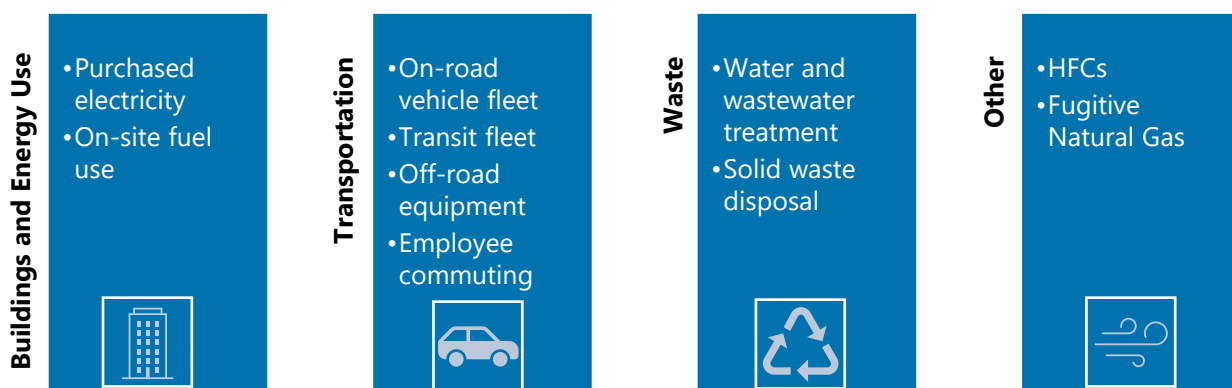 Buildings and Energy Use
•Purchased
electricity
•On-site fuel
use
Transportation
•On-road
vehicle fleet
•Transit fleet
•Off-road
equipment
•Employee
commuting
Waste
•Water and
wastewater
treatment
•Solid waste
disposal
Other
•HFCs
•Fugitive
Natural Gas